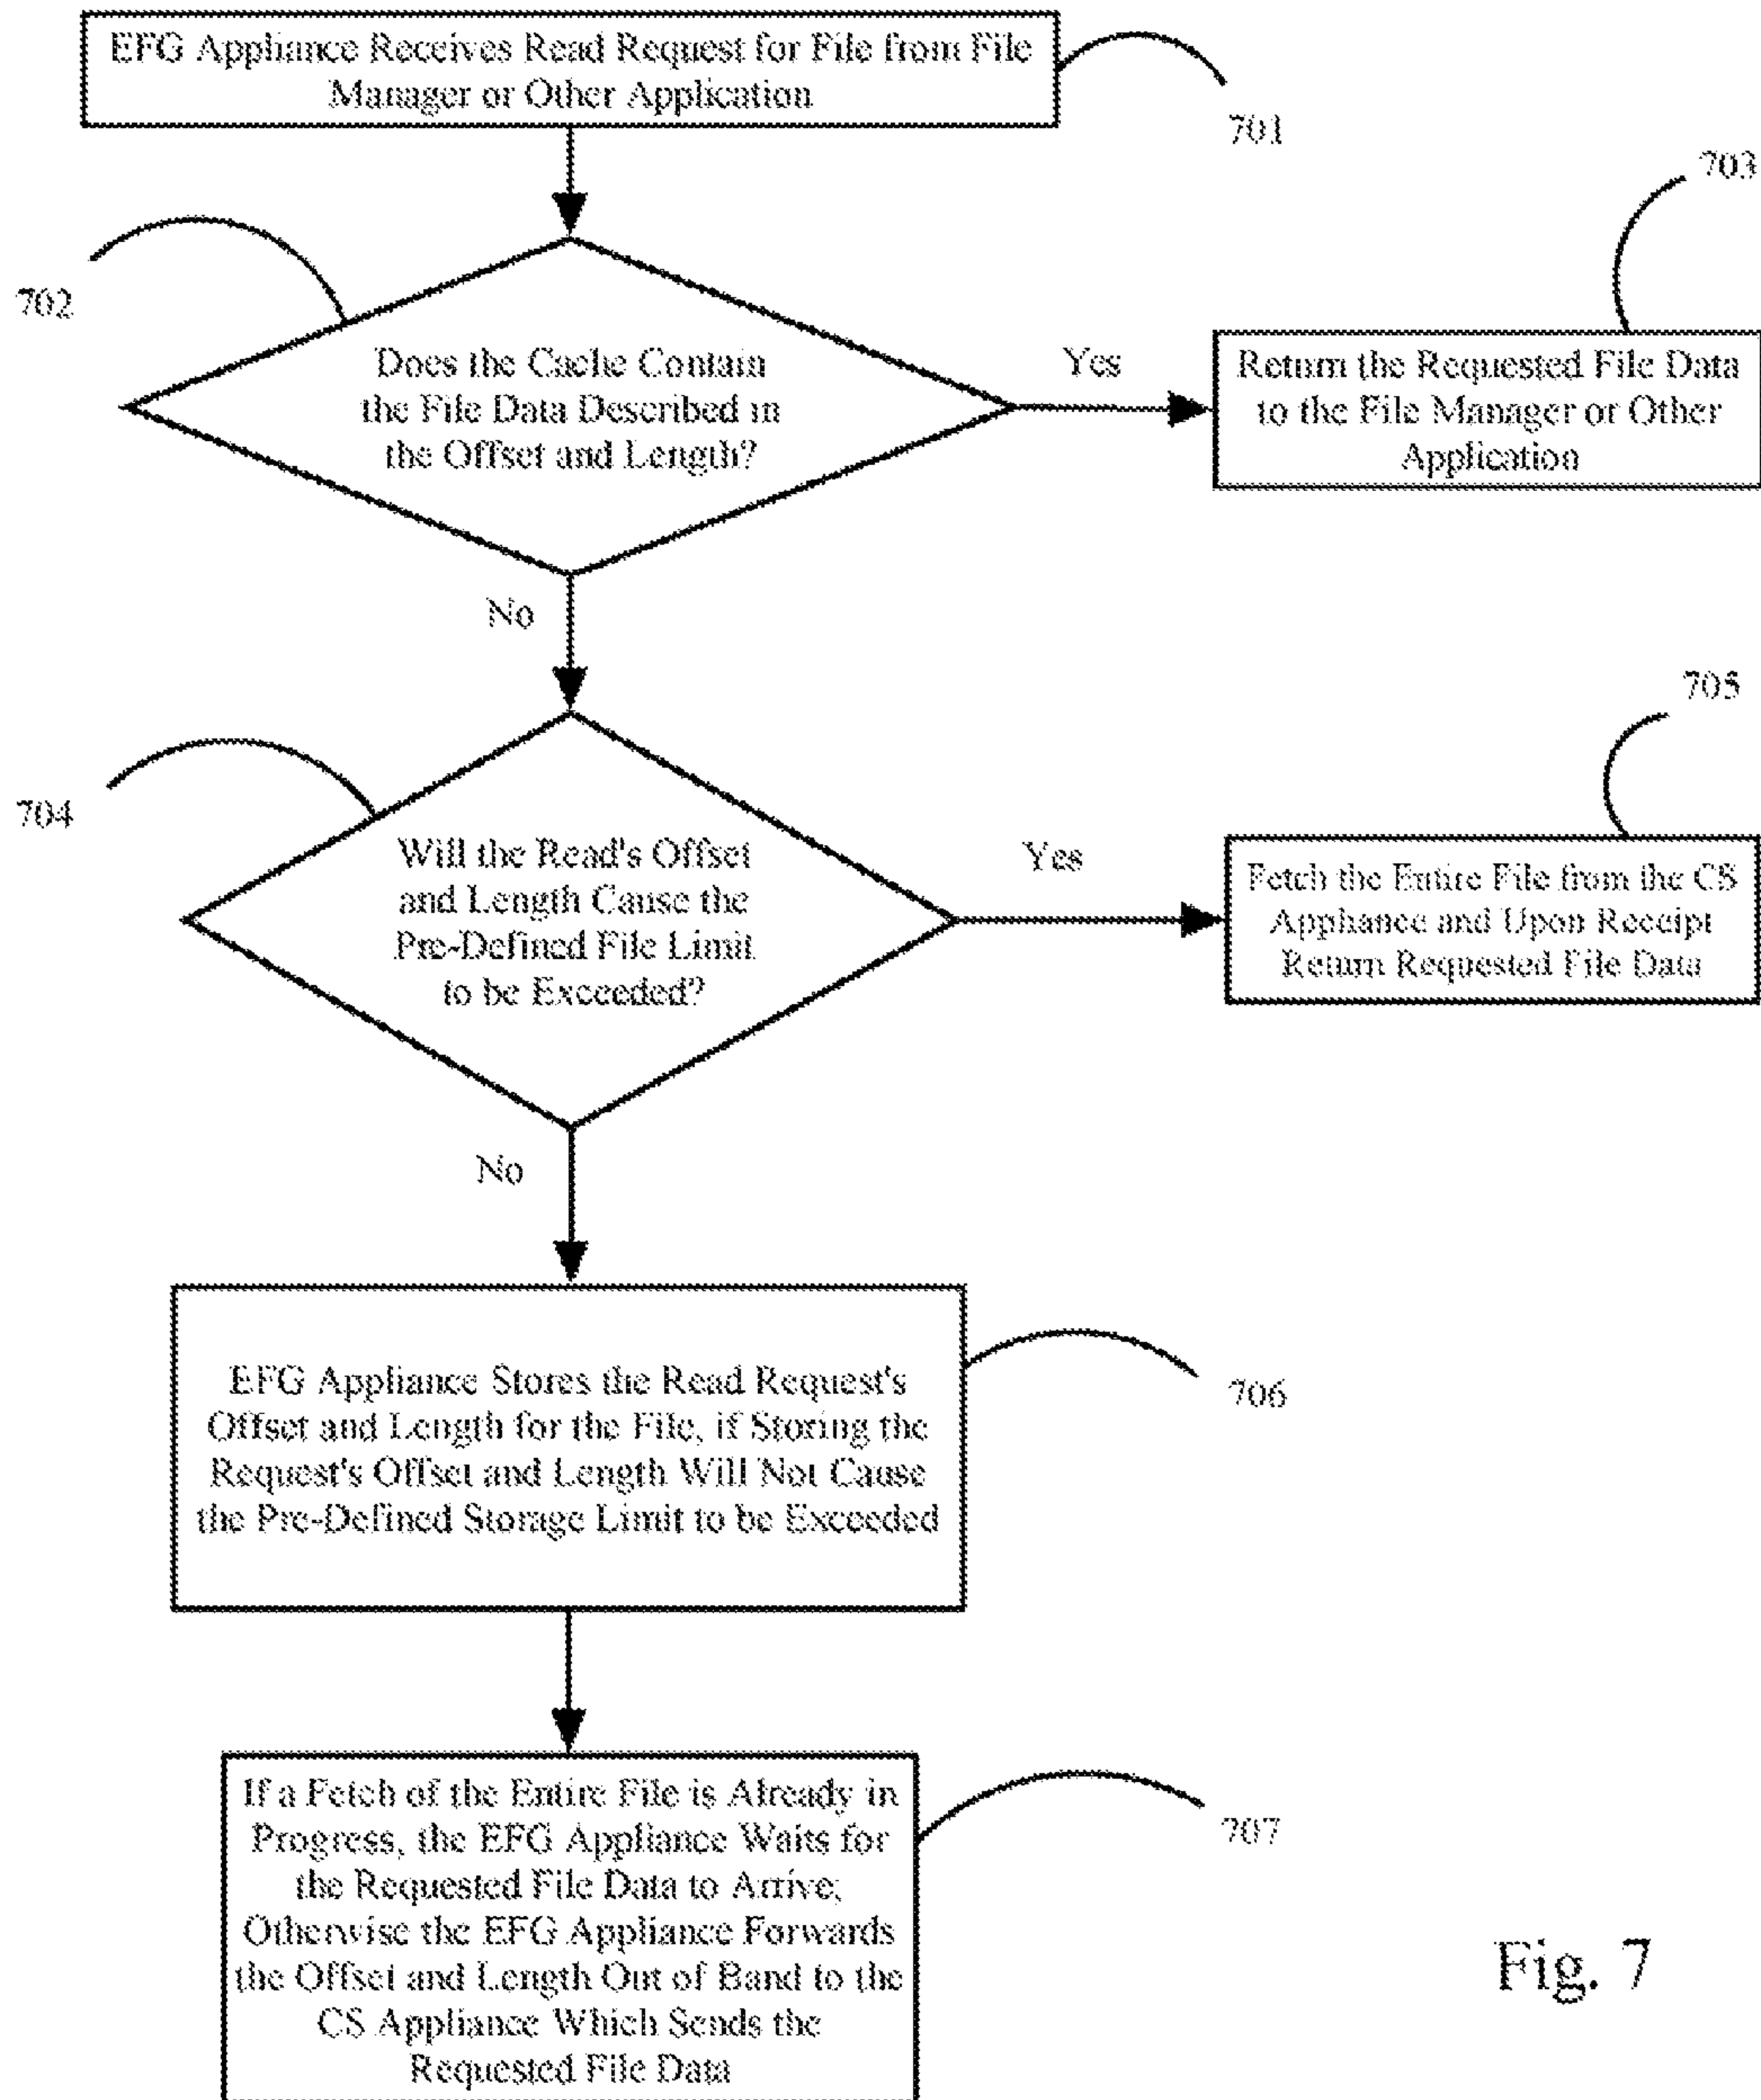 EFG Appliance Receives Read Request for File from File
Manager or Other Application
701
703
702
Does the Cache Contain
the File Data Described in
the Offset and Length?
Yes
Return the Requested File Data
to the File Manager or Other
Application
No
705
704
Will the Read's Offset
and Length Cause the
Pre-Defined File Limit
to be Exceeded?
Yes
Fetch the Entire File from the CS
Appliance and Upon Receipt
Return Requested File Data
No
EFG Appliance Stores the Read Request's
Offset and Length for the File, if Storing the
Request's Offset and Length Will Not Cause
the Pre-Defined Storage Limit to be Exceeded
706
If a Fetch of the Entire File is Already in
Progress, the EFG Appliance Waits for
the Requested File Data to Arrive;
Otherwise the EFG Appliance Forwards
the Offset and Length Out of Band to the
CS Appliance Which Sends the
Requested File Data
707
Fig. 7